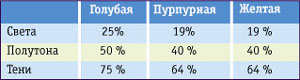 Голубая Пурпурная Желтая
Света 25% 19% 19 %
Полутона 50 % 40 % 40 %
Тени 75 % 64 % 64 %